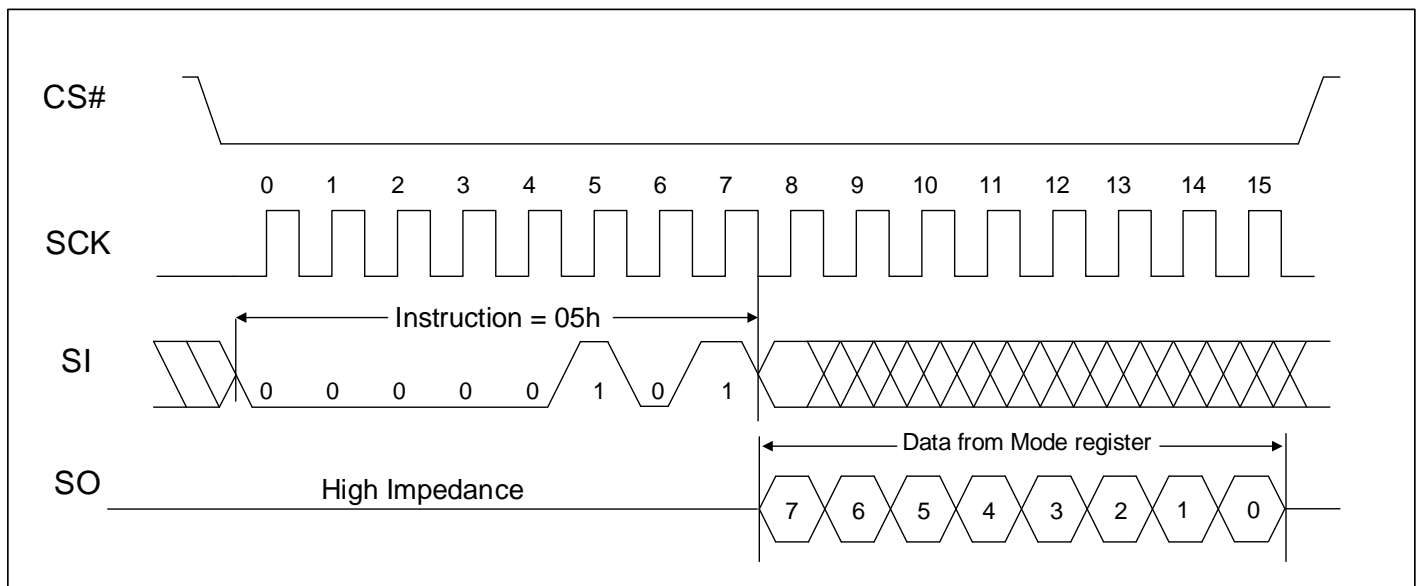 CS#
0 1 2 3 4 5 6 7 8 9 10 11 12 13 14 15
SCK
Instruction = 05h
SI
0 0 0 0 0 1 0 1
Data from Mode register
SO
High Impedance
7 6 5 4 3 2 1 0